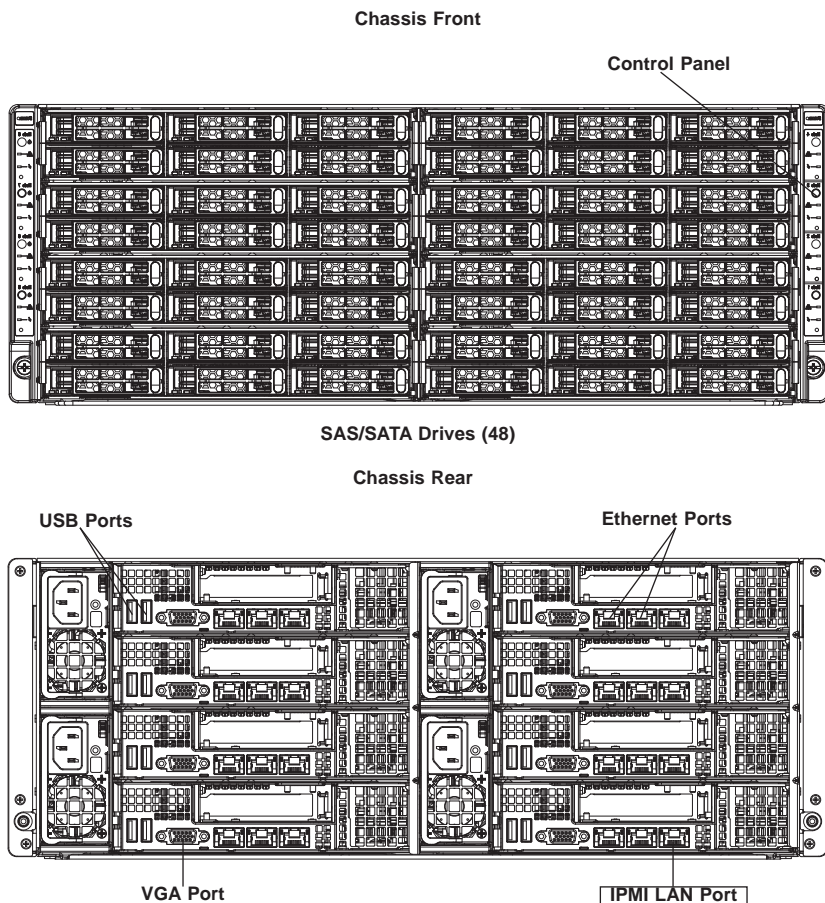 Chassis Front
Control Panel
SAS/SATA Drives (48)
Chassis Rear
USB Ports
Ethernet Ports
VGA Port
IPMI LAN Port